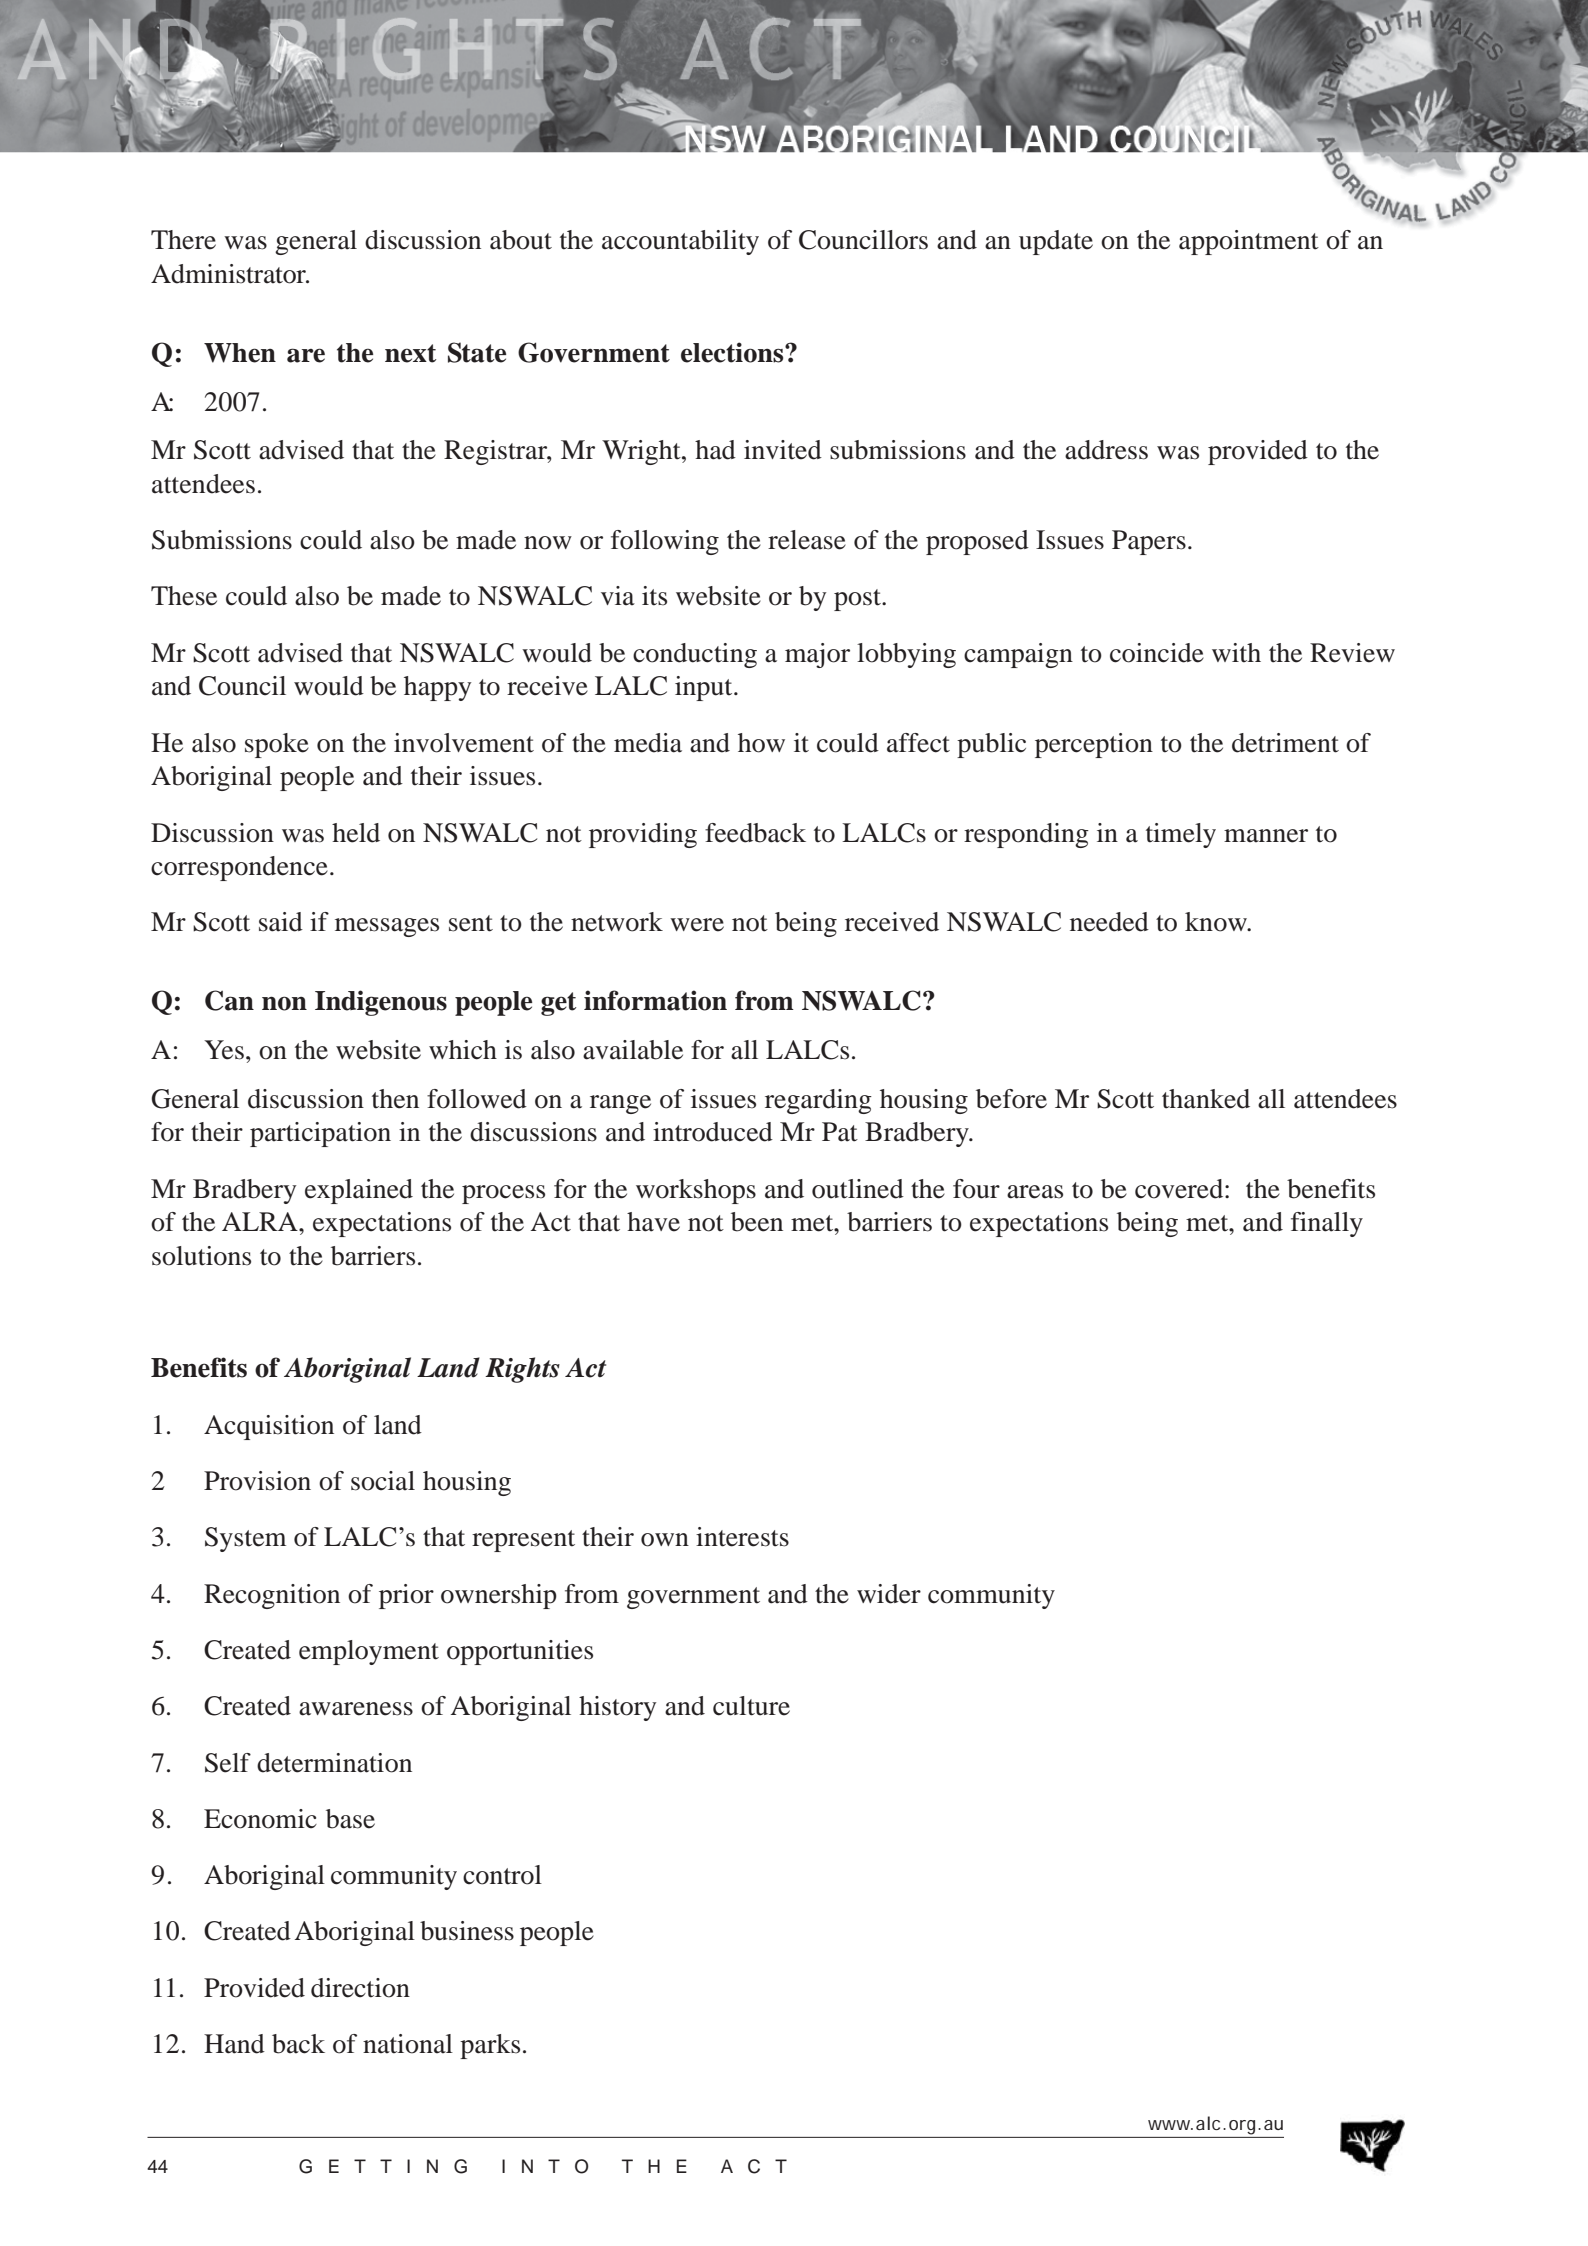 AND RIGHTS ACT
uire and make
ether the aims and
A require expansi
ight of developme
NSW ABORIGINAL LAND COUNCIL
NEW SOUTH WALES
ABORIGINAL LAND COUNCIL
There was general discussion about the accountability of Councillors and an update on the appointment of an
Administrator.
Q: When are the next State Government elections?
A: 2007.
Mr Scott advised that the Registrar, Mr Wright, had invited submissions and the address was provided to the
attendees.
Submissions could also be made now or following the release of the proposed Issues Papers.
These could also be made to NSWALC via its website or by post.
Mr Scott advised that NSWALC would be conducting a major lobbying campaign to coincide with the Review
and Council would be happy to receive LALC input.
He also spoke on the involvement of the media and how it could affect public perception to the detriment of
Aboriginal people and their issues.
Discussion was held on NSWALC not providing feedback to LALCs or responding in a timely manner to
correspondence.
Mr Scott said if messages sent to the network were not being received NSWALC needed to know.
Q: Can non Indigenous people get information from NSWALC?
A: Yes, on the website which is also available for all LALCs.
General discussion then followed on a range of issues regarding housing before Mr Scott thanked all attendees
for their participation in the discussions and introduced Mr Pat Bradbery.
Mr Bradbery explained the process for the workshops and outlined the four areas to be covered: the benefits
of the ALRA, expectations of the Act that have not been met, barriers to expectations being met, and finally
solutions to the barriers.
Benefits of Aboriginal Land Rights Act
1. Acquisition of land
2 Provision of social housing
3. System of LALC’s that represent their own interests
4. Recognition of prior ownership from government and the wider community
5. Created employment opportunities
6. Created awareness of Aboriginal history and culture
7. Self determination
8. Economic base
9. Aboriginal community control
10. Created Aboriginal business people
11. Provided direction
12. Hand back of national parks.
www.alc.org.au
44 GETTING INTO THE ACT